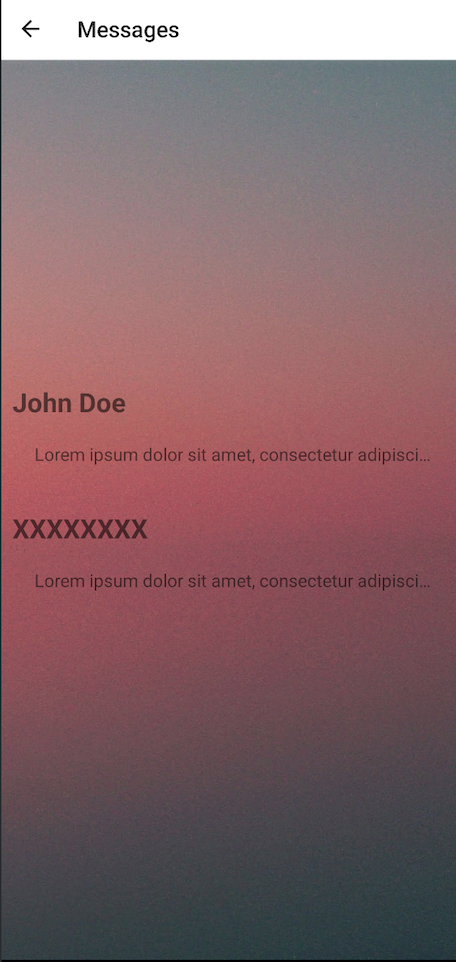 Messages
John Doe
Lorem ipsum dolor sit amet, consectetur adipisci...
XXXXXXXX
Lorem ipsum dolor sit amet, consectetur adipisci...